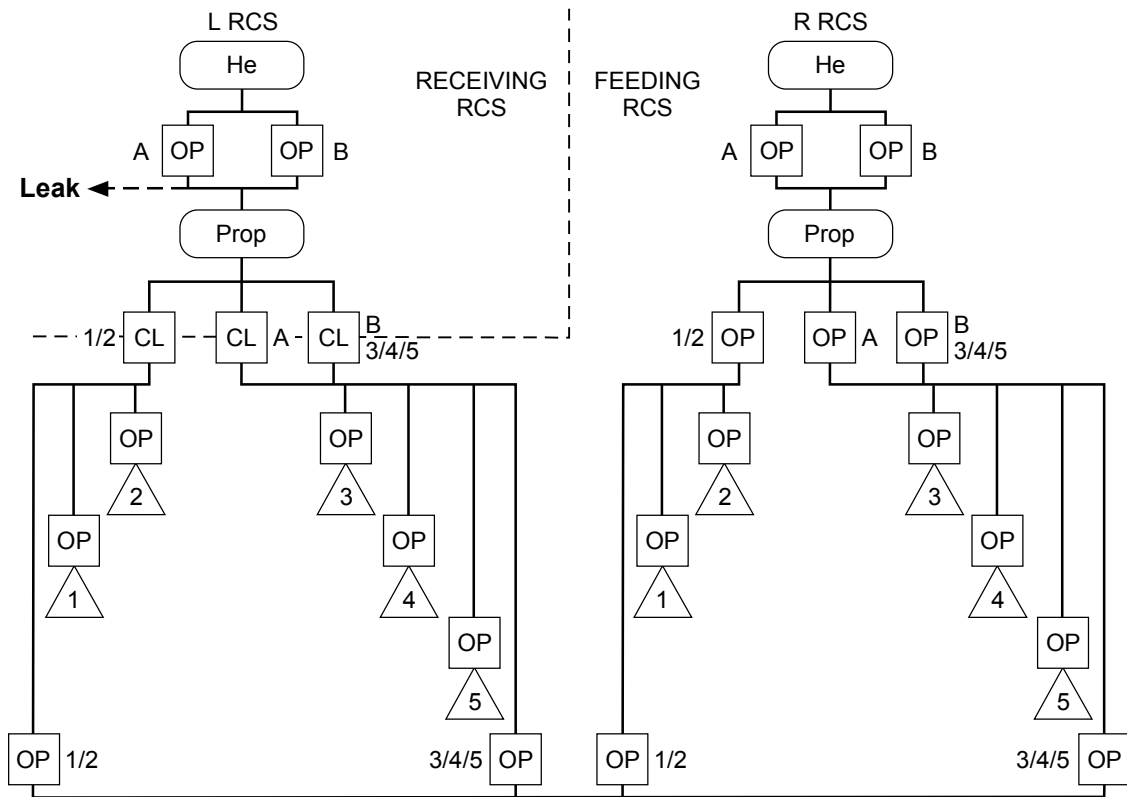 L RCS
R RCS
He
He
RECEIVING
RCS
FEEDING
RCS
A OP OP B
A OP OP B
Leak
Prop
Prop
1/2 CL CL A CL B
3/4/5
1/2 OP OP A OP B
3/4/5
OP OP OP OP
2 3 2 3
OP OP OP OP
1 4 1 4
OP OP
5 5
OP 1/2 3/4/5 OP OP 1/2 3/4/5 OP